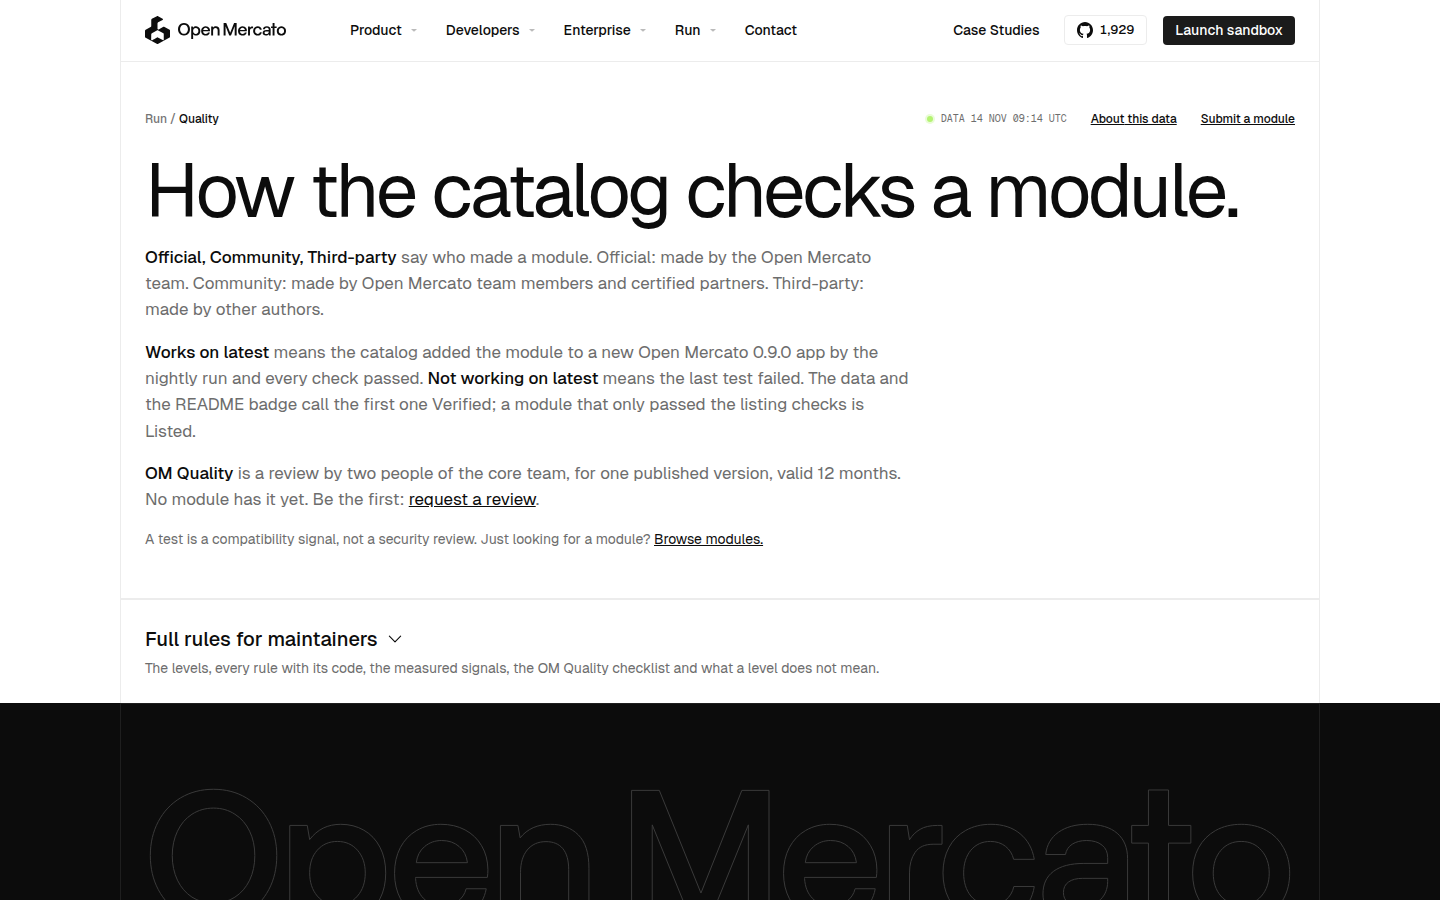 Open Mercato
Product
Developers
Enterprise
Run
Contact
Case Studies
1,929
Launch sandbox
Run / Quality
DATA 14 NOV 09:14 UTC
About this data
Submit a module
How the catalog checks a module.
Official, Community, Third-party say who made a module. Official: made by the Open Mercato
team. Community: made by Open Mercato team members and certified partners. Third-party:
made by other authors.
Works on latest means the catalog added the module to a new Open Mercato 0.9.0 app by the
nightly run and every check passed. Not working on latest means the last test failed. The data and
the README badge call the first one Verified; a module that only passed the listing checks is
Listed.
OM Quality is a review by two people of the core team, for one published version, valid 12 months.
No module has it yet. Be the first: request a review.
A test is a compatibility signal, not a security review. Just looking for a module? Browse modules.
Full rules for maintainers
The levels, every rule with its code, the measured signals, the OM Quality checklist and what a level does not mean.
Open Mercato